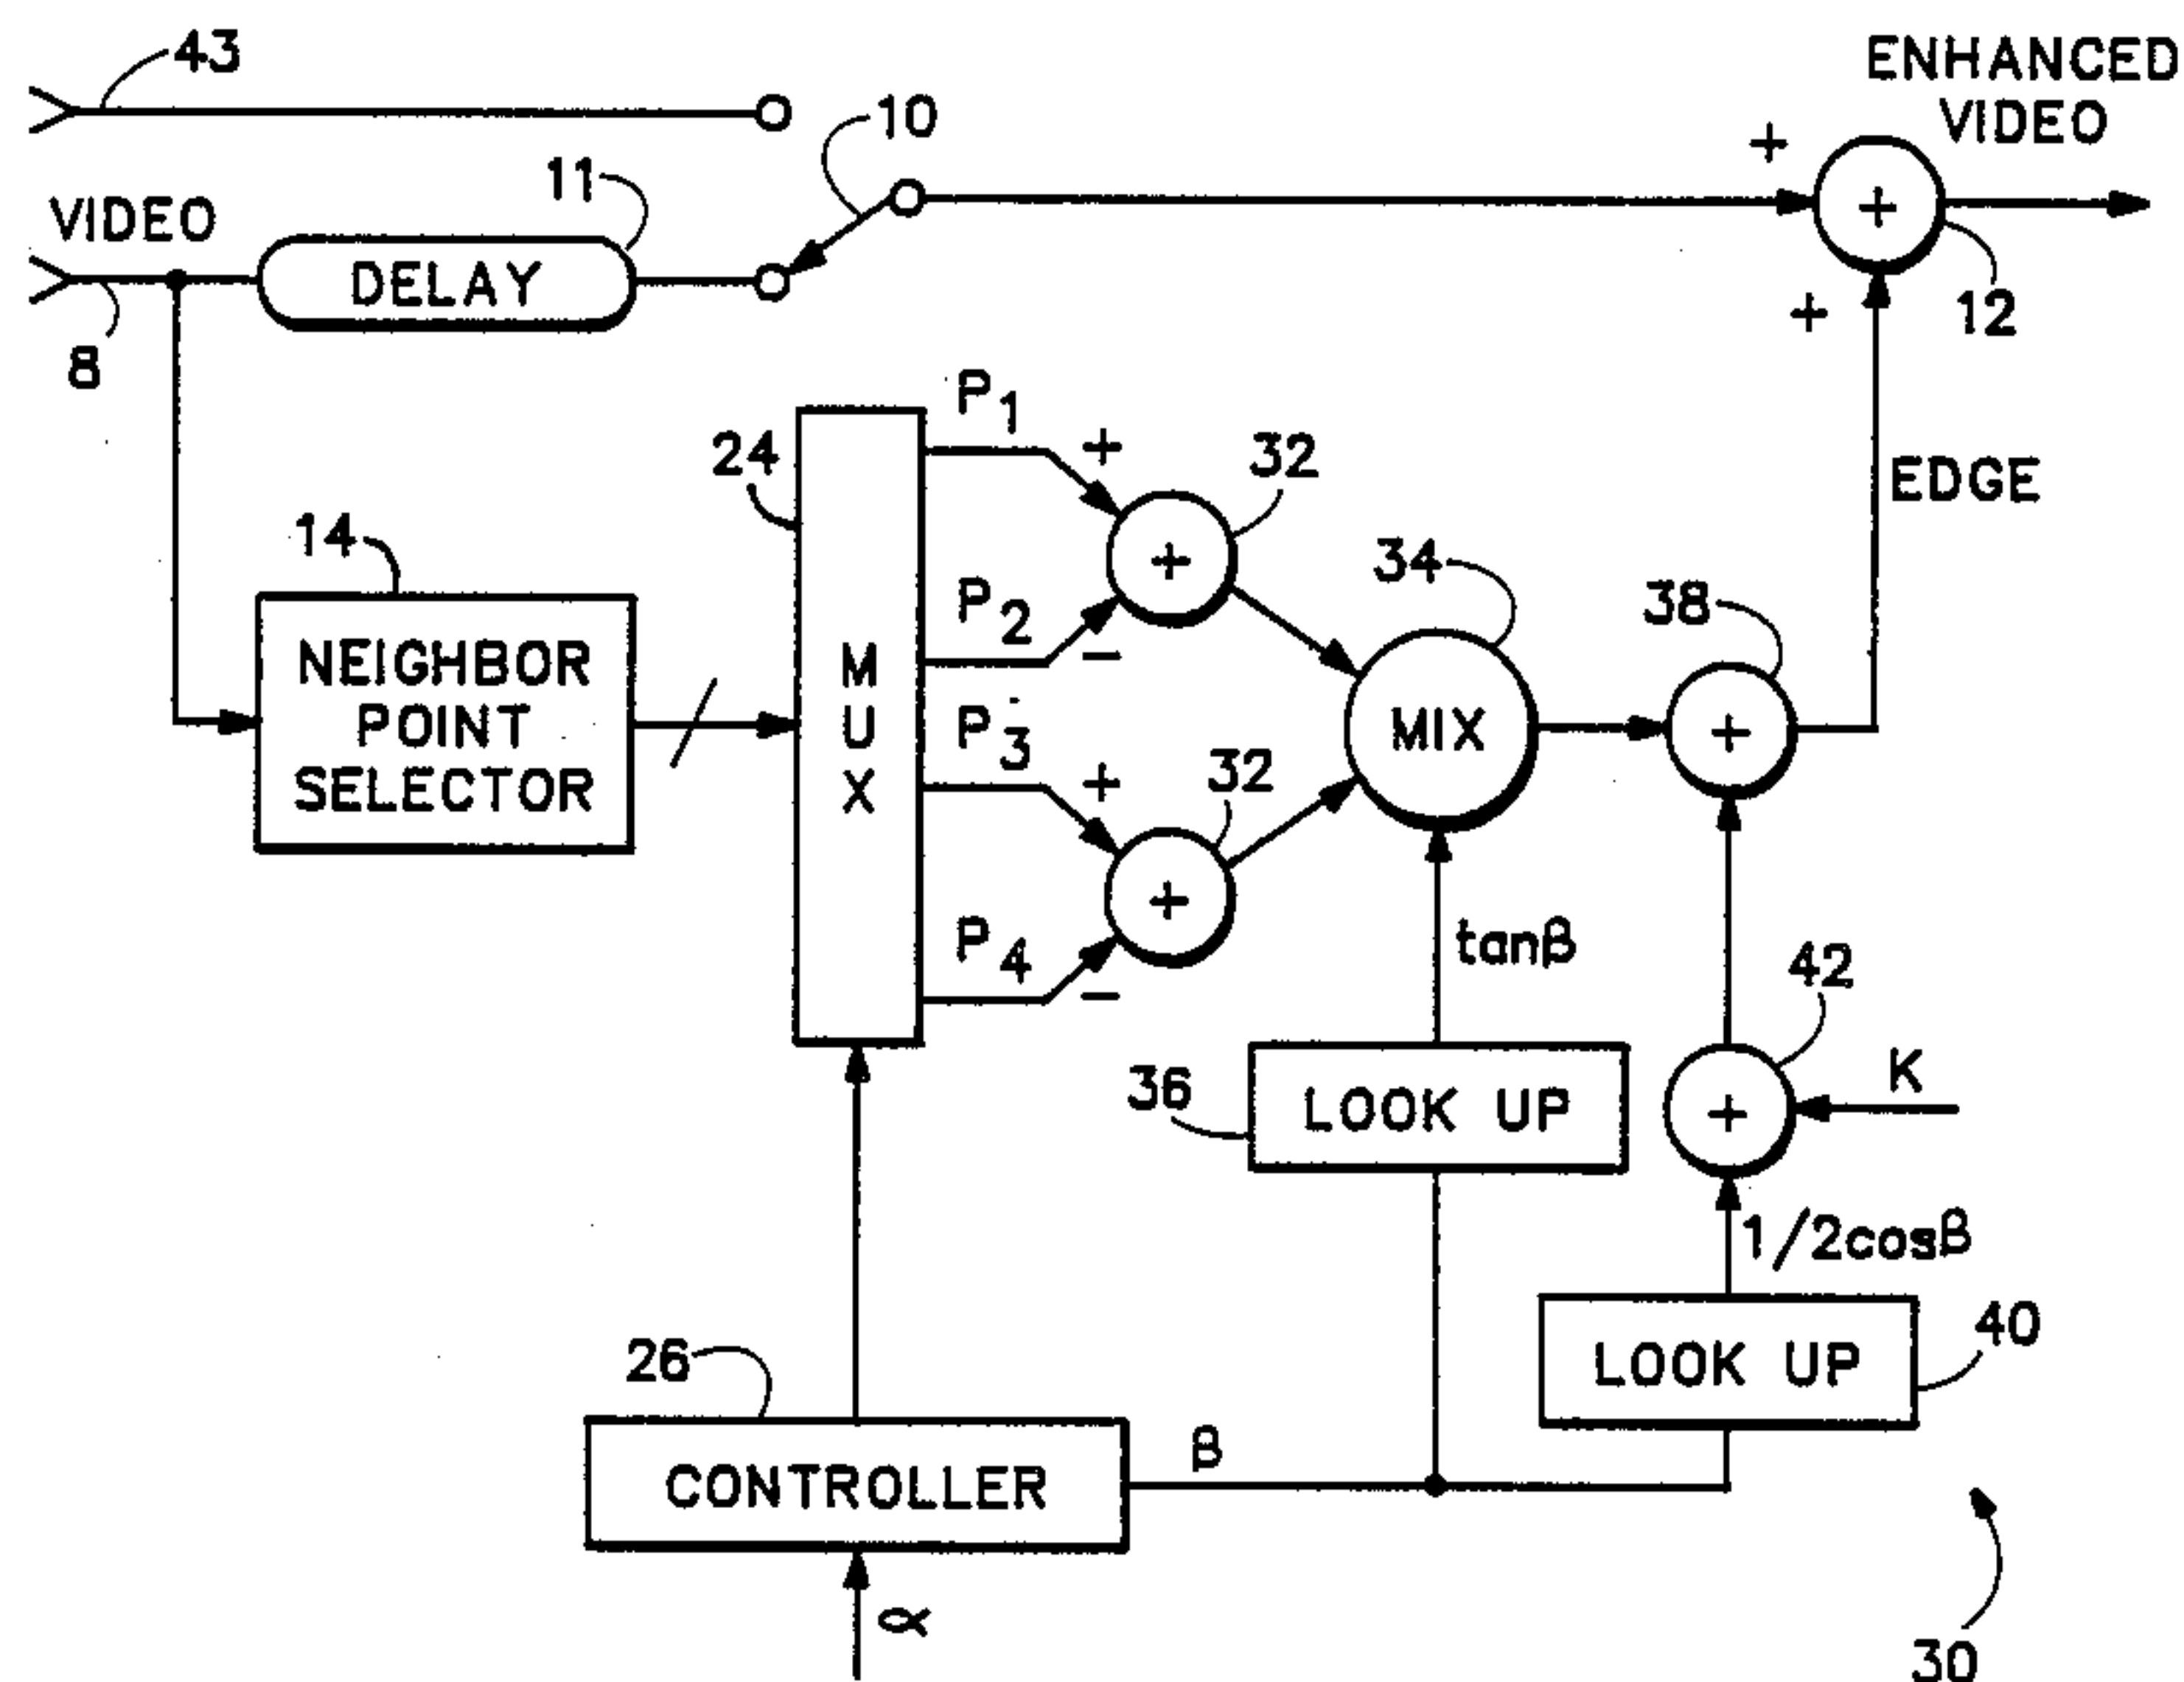 43
ENHANCED
VIDEO
10
+
11
VIDEO
+
DELAY
12
+
8
P1
+
32
24
EDGE
14
+
34
P2
38
NEIGHBOR
POINT
SELECTOR
−
M
U
X
P3
MIX
+
32
+
+
P4
tanβ
42
−
K
36
LOOK UP
+
1/2cosβ
26
40
LOOK UP
β
CONTROLLER
α
30